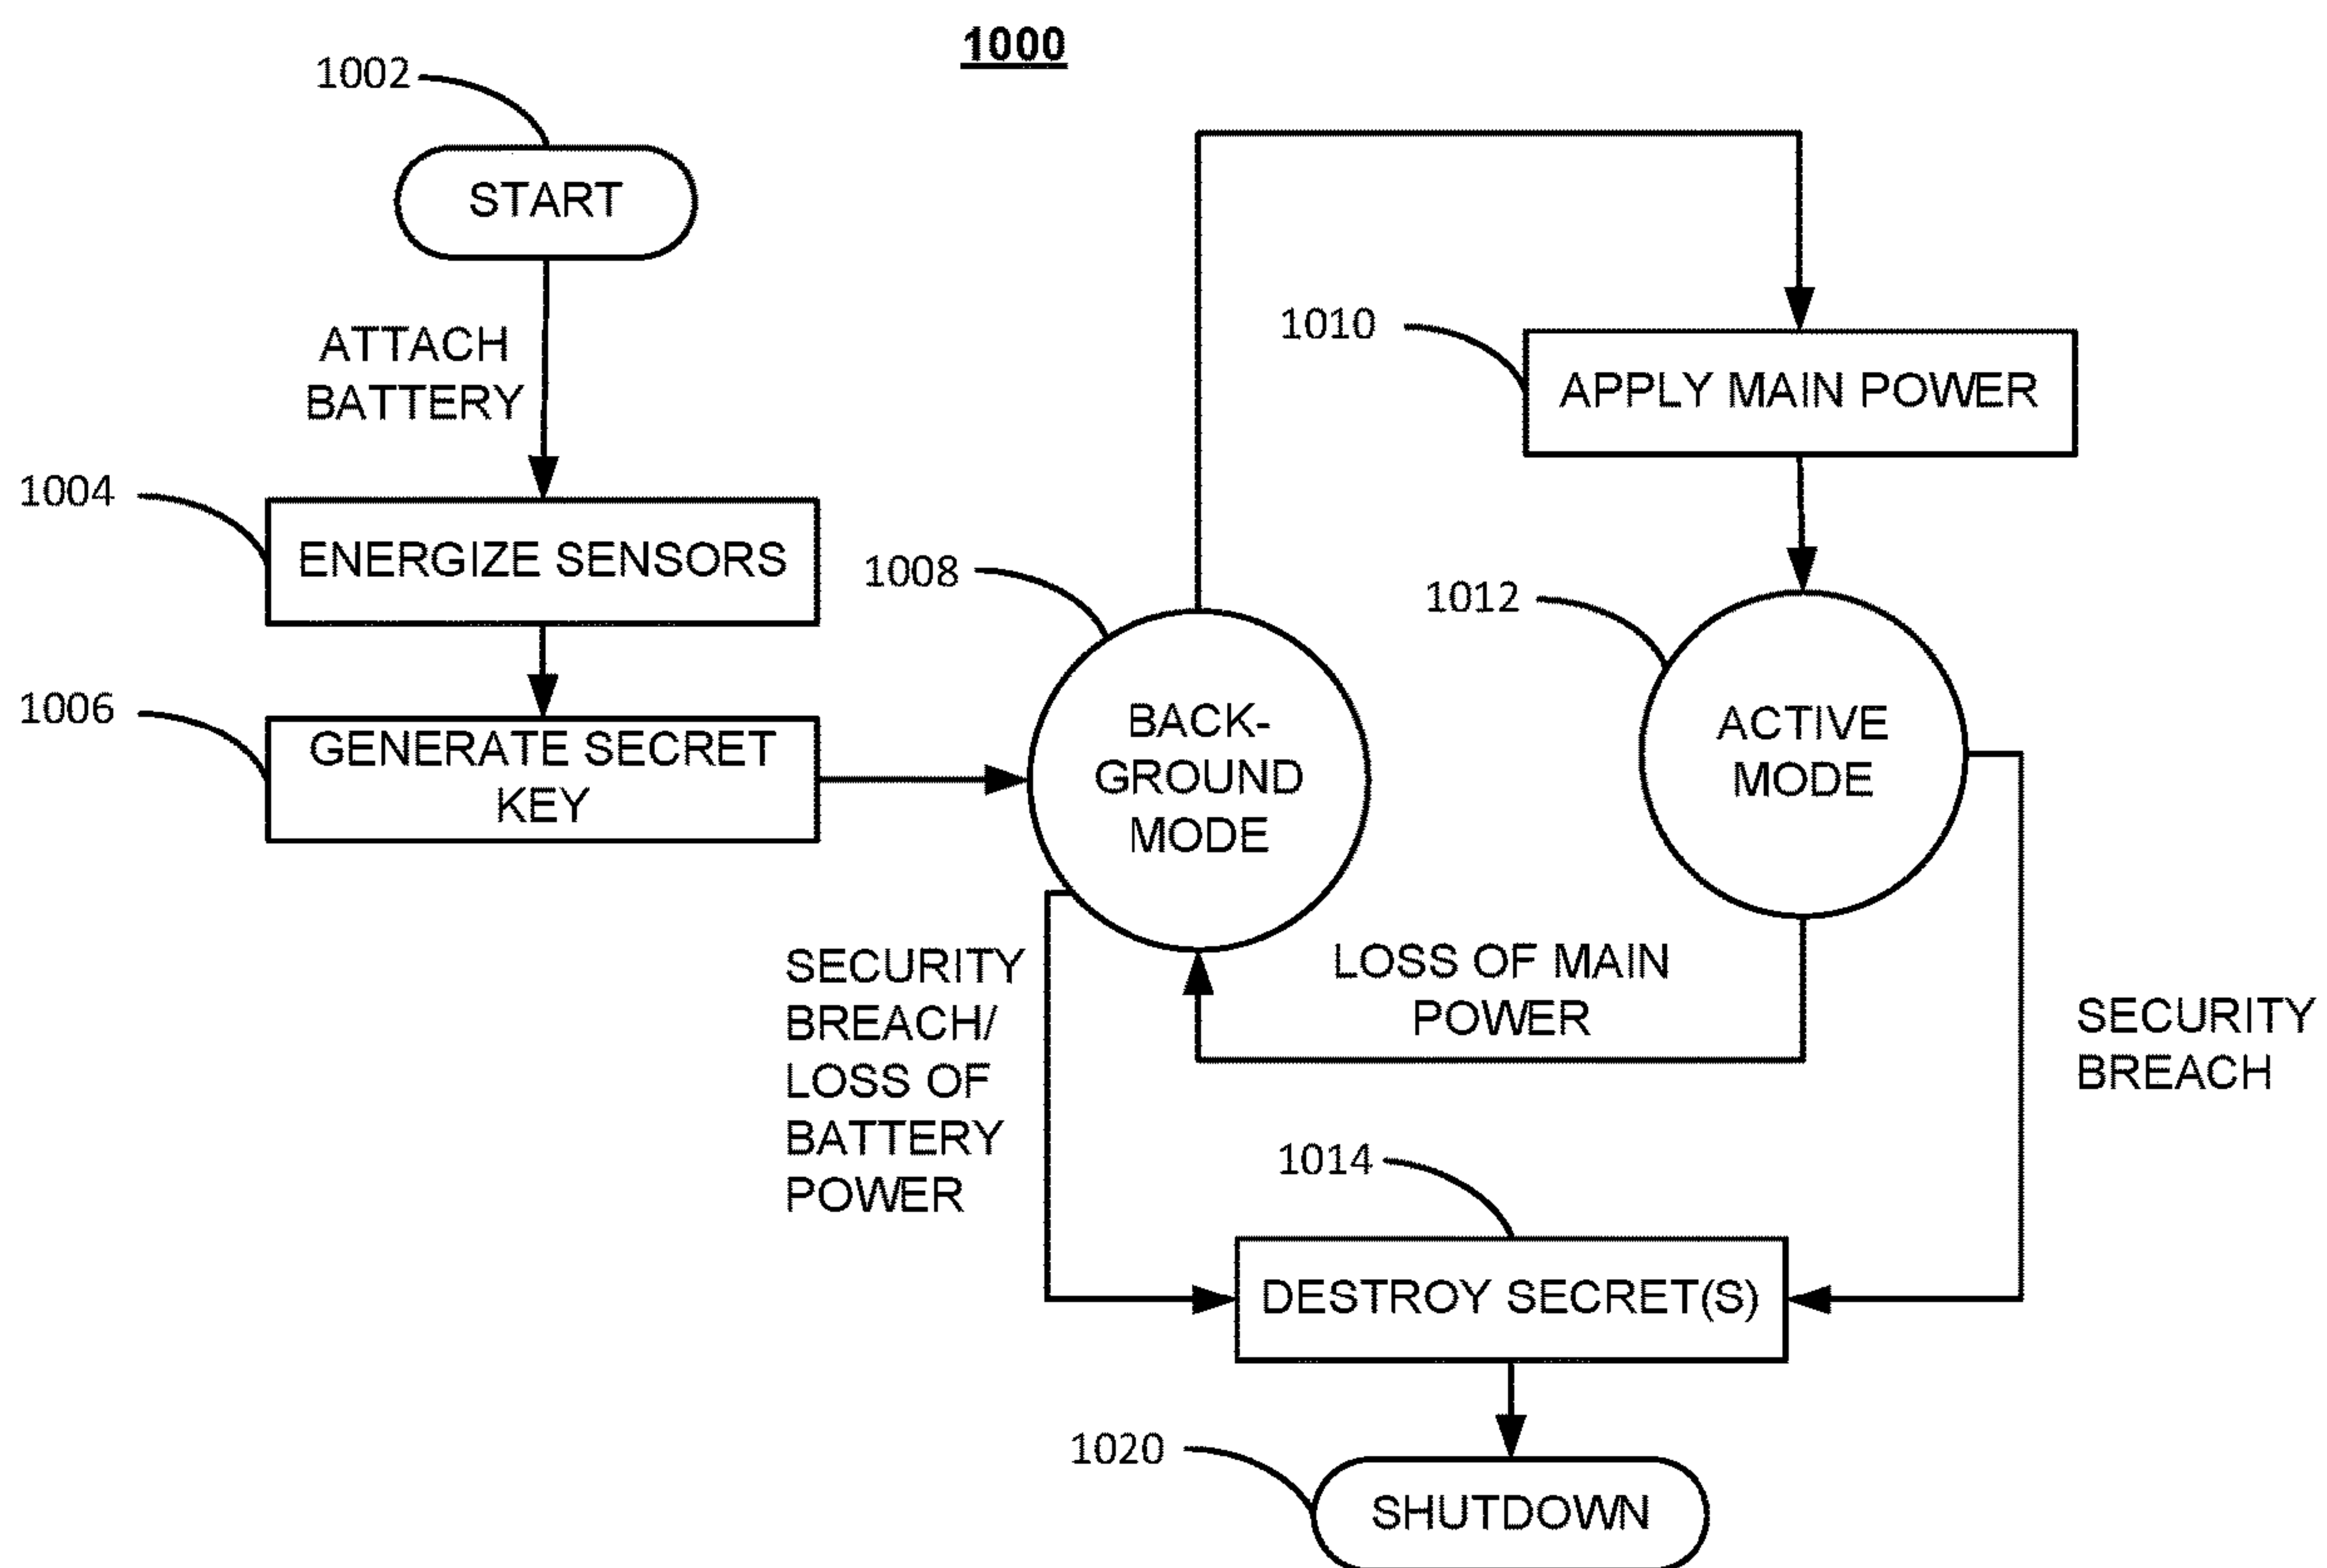 1000
1002
START
ATTACH
BATTERY
1004
ENERGIZE SENSORS
1006
GENERATE SECRET
KEY
1008
BACK-
GROUND
MODE
1010
APPLY MAIN POWER
1012
ACTIVE
MODE
LOSS OF MAIN
POWER
SECURITY
BREACH/
LOSS OF
BATTERY
POWER
SECURITY
BREACH
1014
DESTROY SECRET(S)
1020
SHUTDOWN